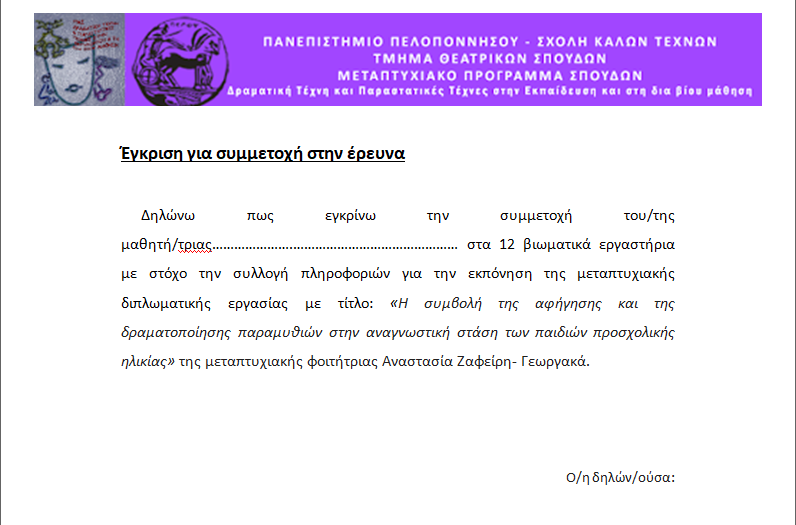 ΠΑΝΕΠΙΣΤΗΜΙΟ ΠΕΛΟΠΟΝΝΗΣΟΥ - ΣΧΟΛΗ ΚΑΛΩΝ ΤΕΧΝΩΝ
ΤΜΗΜΑ ΘΕΑΤΡΙΚΩΝ ΣΠΟΥΔΩΝ
ΜΕΤΑΠΤΥΧΙΑΚΟ ΠΡΟΓΡΑΜΜΑ ΣΠΟΥΔΩΝ
Δραματική Τέχνη και Παραστατικές Τέχνες στην Εκπαίδευση και στη δια βίου μάθηση
Έγκριση για συμμετοχή στην έρευνα
Δηλώνω πως εγκρίνω την συμμετοχή του/της
μαθητή/τριας………………………………………………………… στα 12 βιωματικά εργαστήρια
με στόχο την συλλογή πληροφοριών για την εκπόνηση της μεταπτυχιακής
διπλωματικής εργασίας με τίτλο: «Η συμβολή της αφήγησης και της
δραματοποίησης παραμυθιών στην αναγνωστική στάση των παιδιών προσχολικής
ηλικίας» της μεταπτυχιακής φοιτήτριας Αναστασία Ζαφείρη- Γεωργακά.
Ο/η δηλών/ούσα: